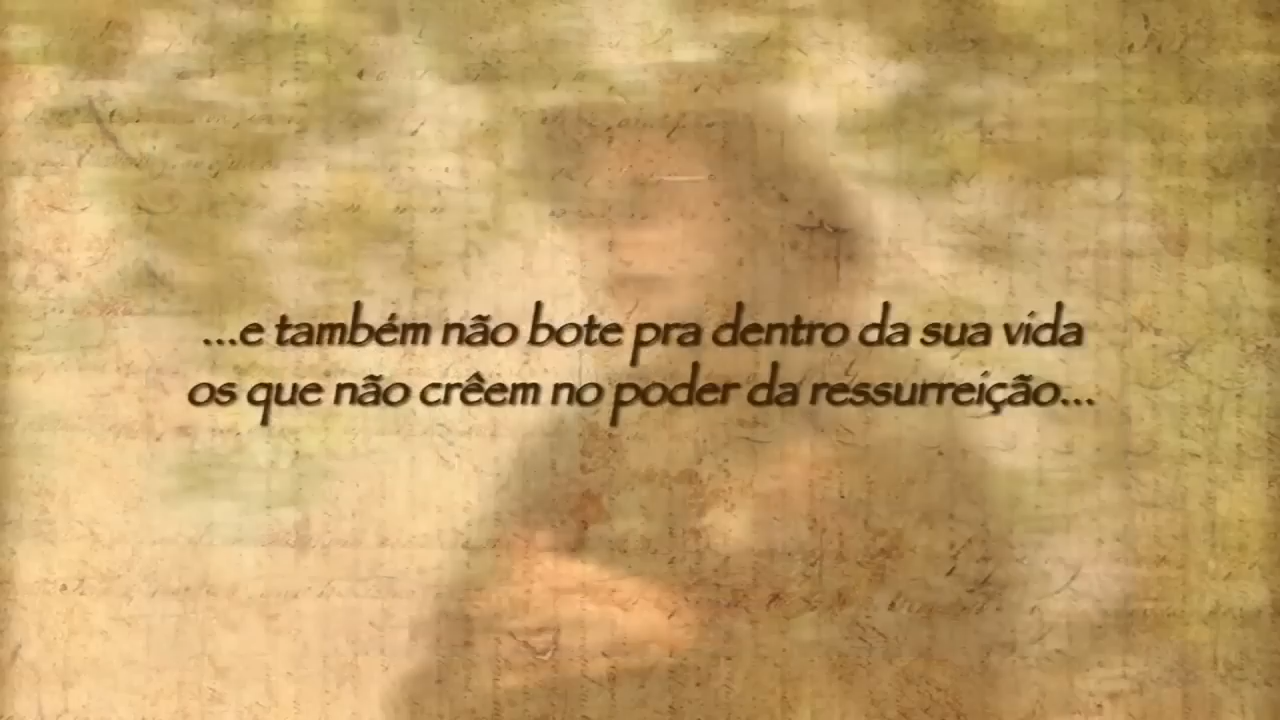 ...e também não bote pra dentro da sua vida
os que não crêem no poder da ressurreição...